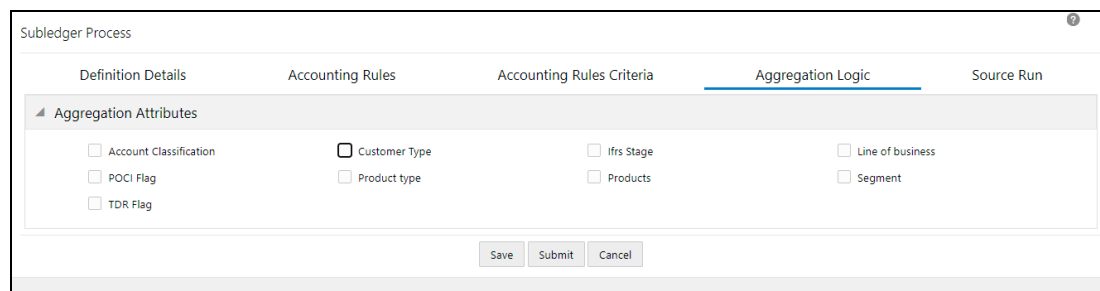 Subledger Process
?
Definition Details Accounting Rules Accounting Rules Criteria Aggregation Logic Source Run
Aggregation Attributes
Account Classification Customer Type Ifrs Stage Line of business
POCI Flag Product type Products Segment
TDR Flag
Save Submit Cancel